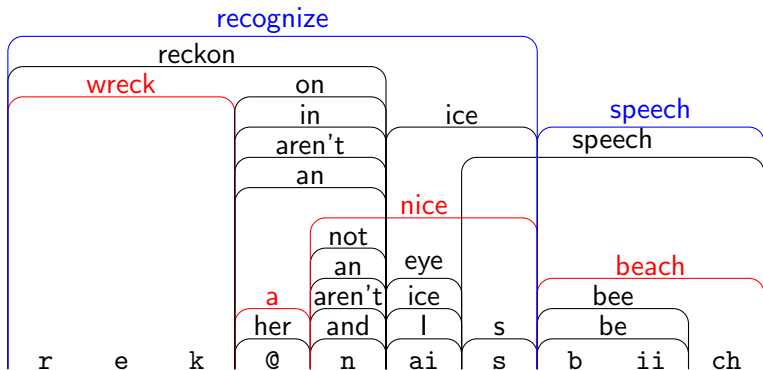 recognize
reckon
wreck on speech
in ice
aren't speech
an
nice
not
an eye beach
a aren't ice bee
her and I s be
r e k @ n ai s b ii ch